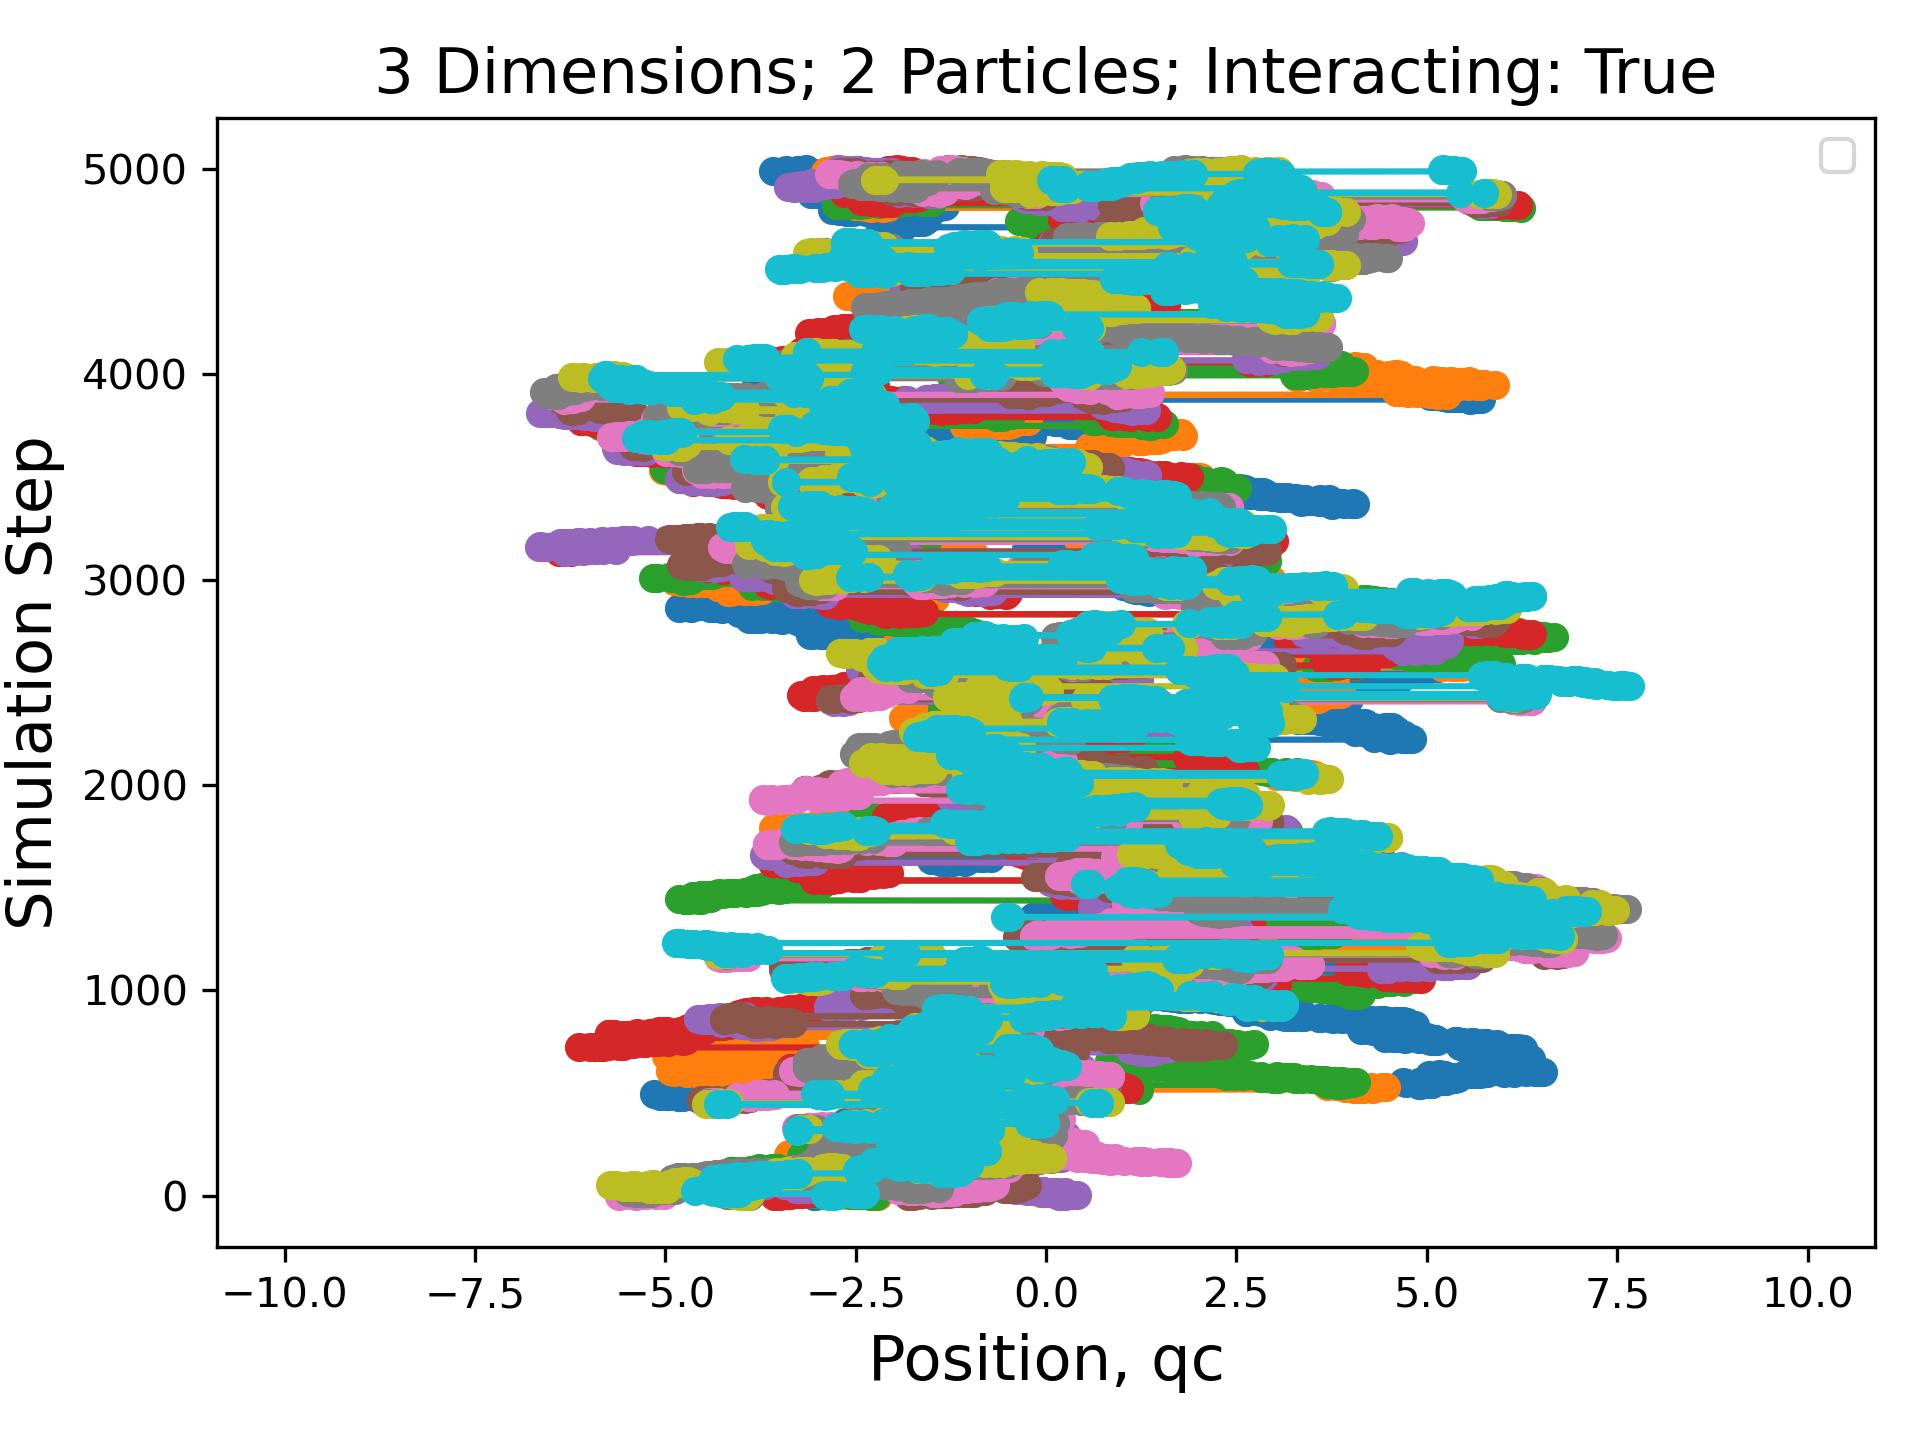 3 Dimensions; 2 Particles; Interacting: True
Simulation Step
5000
4000
3000
2000
1000
0
−10.0 −7.5 −5.0 −2.5 0.0 2.5 5.0 7.5 10.0
Position, qc